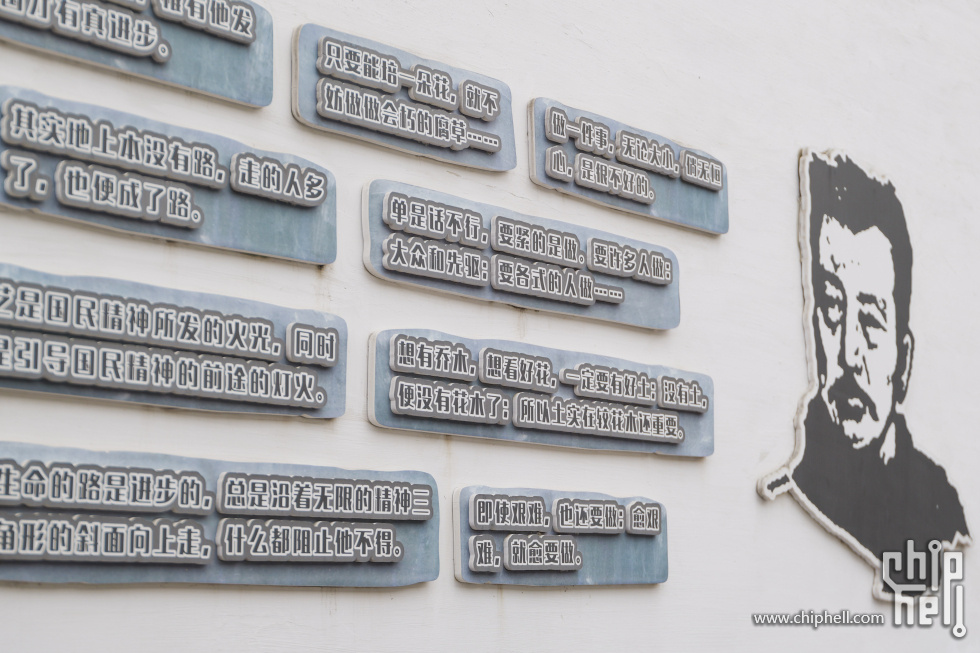 有他发
才有真进步。
只要能培一朵花，就不
妨做做会朽的腐草……
做一件事，无论大小，倘无恒
心，是很不好的。
其实地上本没有路，走的人多
了，也便成了路。
单是话不行，要紧的是做。要许多人做：
大众和先驱；要各式的人做……
艺是国民精神所发的火光，同时
引导国民精神的前途的灯火。
想有乔木，想看好花，一定要有好土；没有土，
便没有花木了；所以土实在较花木还重要。
生命的路是进步的，总是沿着无限的精神三
角形的斜面向上走，什么都阻止他不得。
即使艰难，也还要做；愈艰
难，就愈要做。
www.chiphell.com
chip
hell